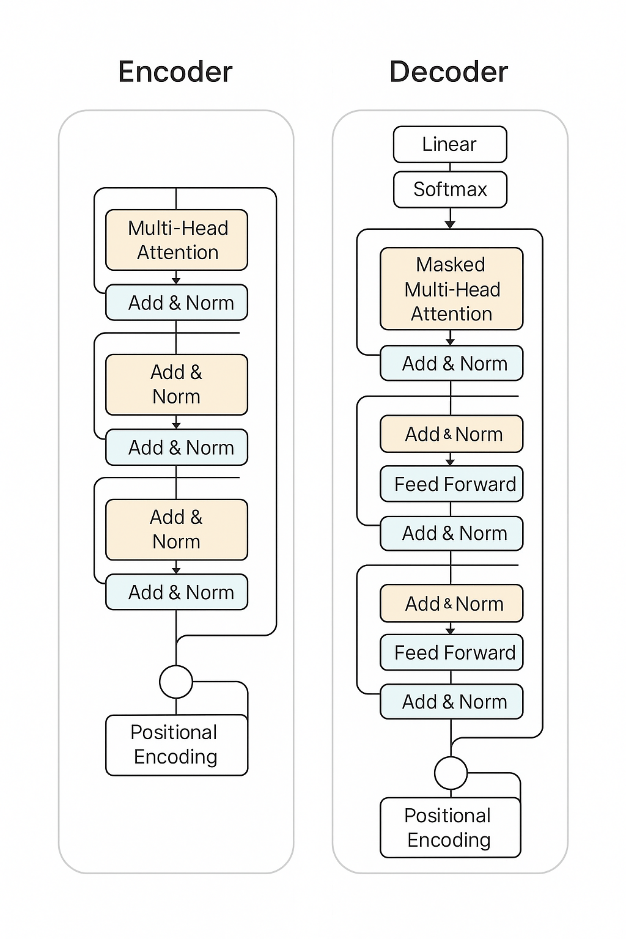 Encoder
Multi-Head
Attention
Add & Norm
Add &
Norm
Add & Norm
Add &
Norm
Add & Norm
Positional
Encoding
Decoder
Linear
Softmax
Masked
Multi-Head
Attention
Add & Norm
Add & Norm
Feed Forward
Add & Norm
Add & Norm
Feed Forward
Add & Norm
Positional
Encoding